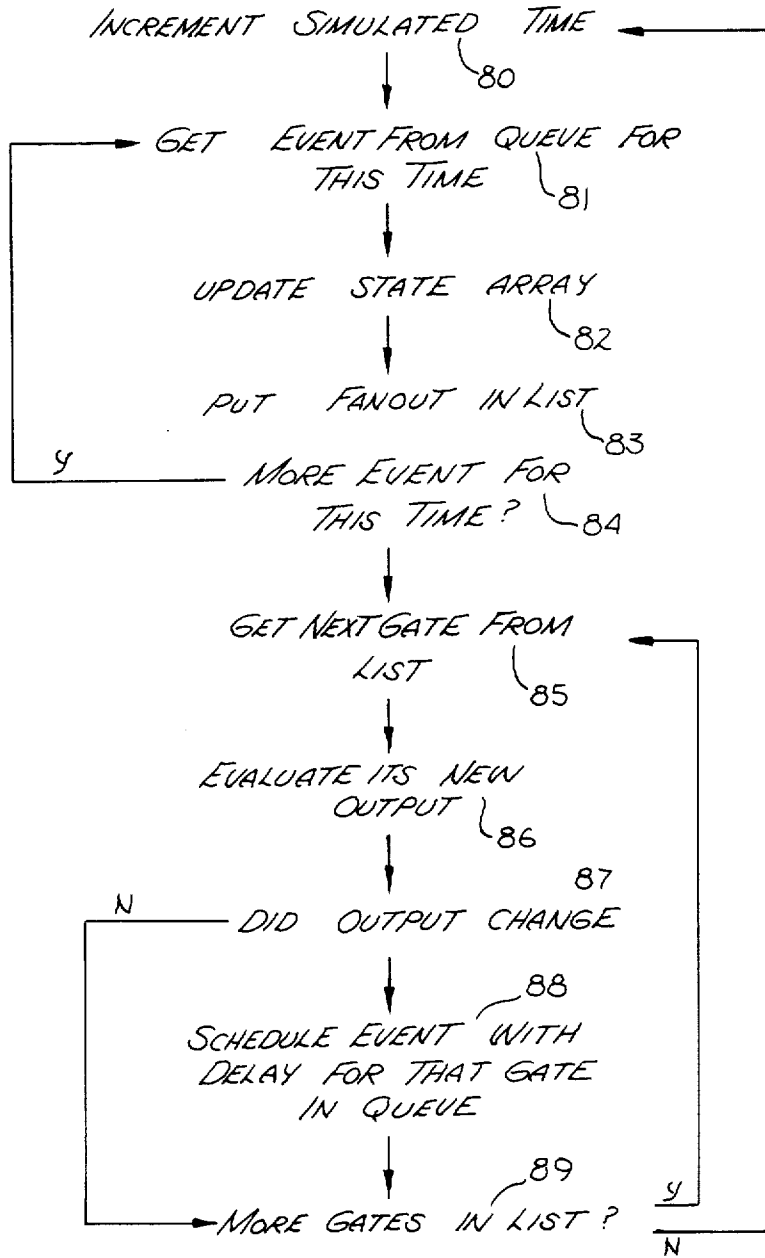 INCREMENT SIMULATED TIME
80
GET EVENT FROM QUEUE FOR
THIS TIME
81
UPDATE STATE ARRAY
82
PUT FANOUT IN LIST
83
Y
MORE EVENT FOR
THIS TIME?
84
GET NEXT GATE FROM
LIST
85
EVALUATE ITS NEW
OUTPUT
86
87
N
DID OUTPUT CHANGE
88
SCHEDULE EVENT WITH
DELAY FOR THAT GATE
IN QUEUE
89
MORE GATES IN LIST?
Y
N